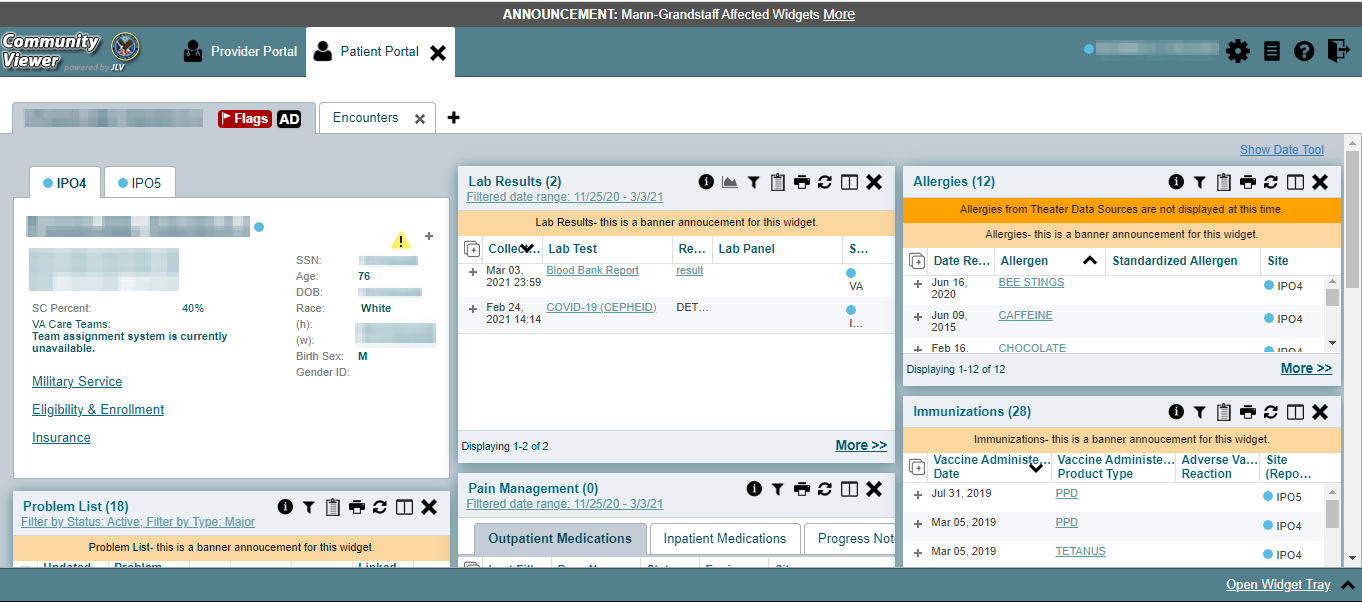 ANNOUNCEMENT: Mann-Grandstaff Affected Widgets More
Community
Viewer
powered by JLV
Provider Portal
Patient Portal
Flags AD
Encounters
Show Date Tool
IPO4
IPO5
SSN:
Age: 76
DOB:
SC Percent: 40%
Race: White
VA Care Teams:
(h):
Team assignment system is currently
unavailable.
(w):
Birth Sex: M
Gender ID:
Military Service
Eligibility & Enrollment
Insurance
Problem List (18)
Filter by Status: Active; Filter by Type: Major
Problem List- this is a banner annoucement for this widget.
Updated Problem Linked
Lab Results (2)
Filtered date range: 11/25/20 - 3/3/21
Lab Results- this is a banner annoucement for this widget.
Collec... Lab Test Re... Lab Panel S...
Mar 03, Blood Bank Report result
2021 23:59 VA
Feb 24, COVID-19 (CEPHEID) DET...
2021 14:14 I...
Displaying 1-2 of 2 More >>
Pain Management (0)
Filtered date range: 11/25/20 - 3/3/21
Outpatient Medications Inpatient Medications Progress Not
Allergies (12)
Allergies from Theater Data Sources are not displayed at this time.
Allergies- this is a banner annoucement for this widget.
Date Re... Allergen Standardized Allergen Site
Jun 16, BEE STINGS IPO4
2020
Jun 09, CAFFEINE IPO4
2015
Feb 16, CHOCOLATE IPO4
Displaying 1-12 of 12 More >>
Immunizations (28)
Immunizations- this is a banner annoucement for this widget.
Vaccine Administe... Vaccine Administe... Adverse Va... Site
Date Product Type Reaction (Repo...
Jul 31, 2019 PPD IPO5
Mar 05, 2019 PPD IPO4
Mar 05, 2019 TETANUS IPO4
Open Widget Tray